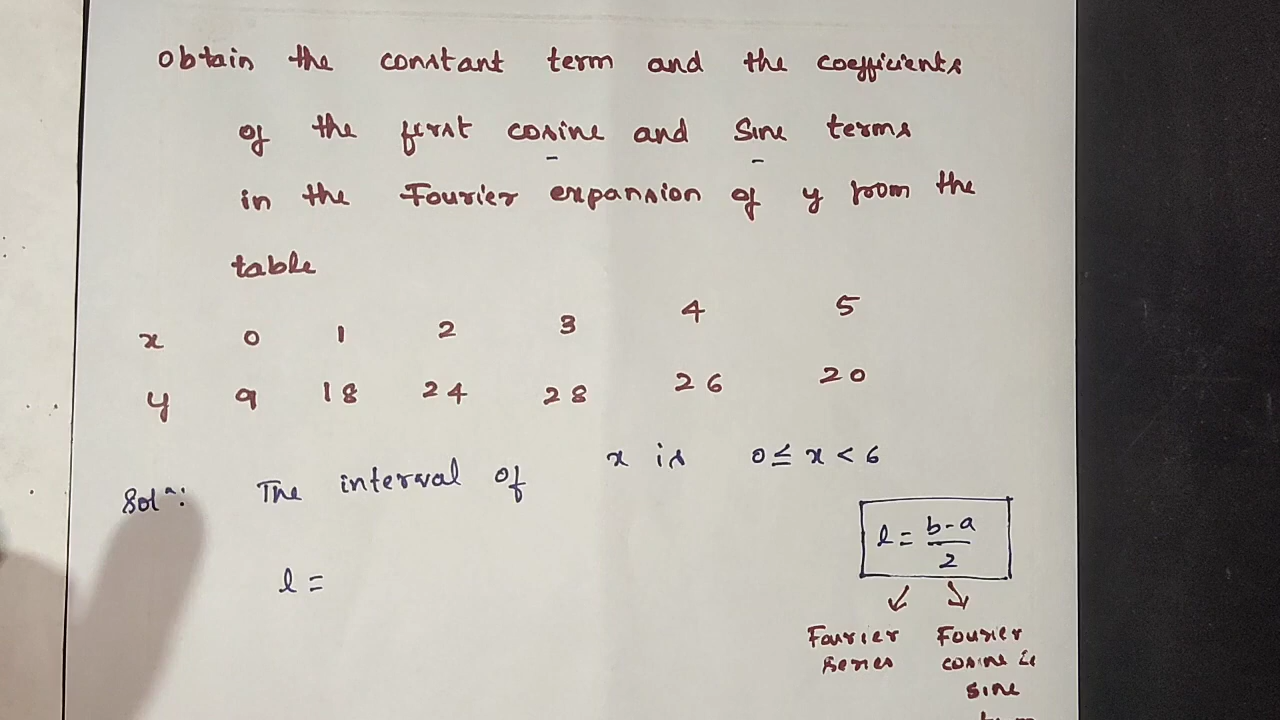 obtain the constant term and the coefficients
of the first cosine and sine terms
in the Fourier expansion of y from the
table
x 0 1 2 3 4 5
y 9 18 24 28 26 20
Solⁿ: The interval of x is 0 ≤ x < 6
l = b-a
2
l =
Fourier series
Fourier cosine & sine